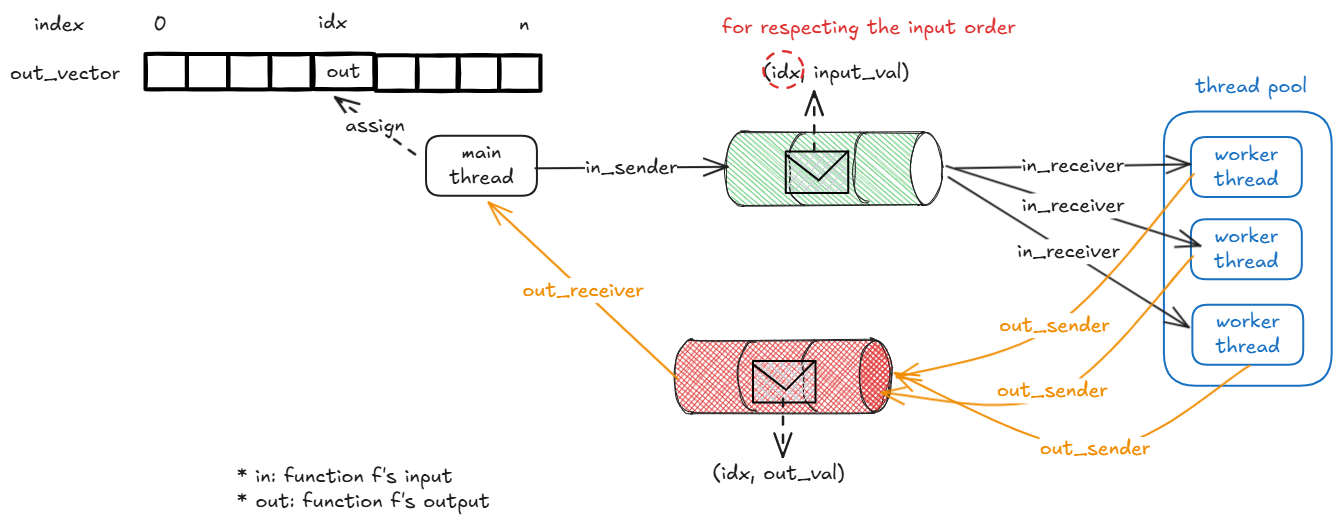 for respecting the input order
index 0 idx n
out_vector out
(idx, input_val)
thread pool
assign
main
thread
in_sender
in_receiver
worker
thread
in_receiver
worker
thread
in_receiver
out_receiver
out_sender
worker
thread
out_sender
out_sender
(idx, out_val)
* in: function f's input
* out: function f's output